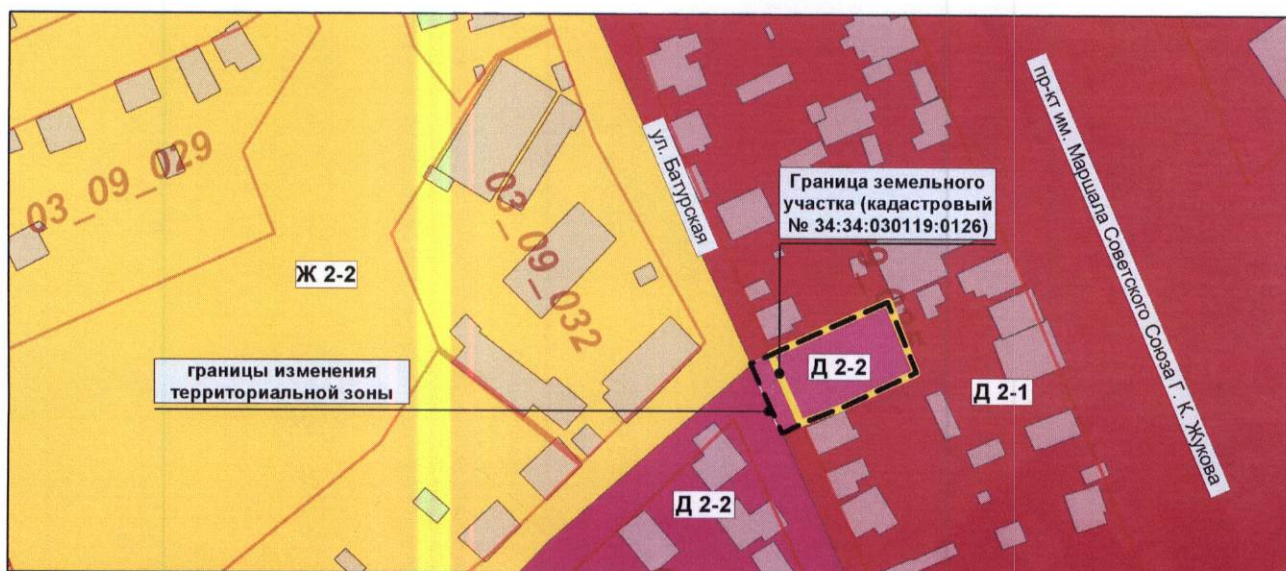 03_09_029
Ж 2-2
03_09_032
границы изменения
территориальной зоны
ул. Батурская
Граница земельного
участка (кадастровый
№ 34:34:030119:0126)
Д 2-2
Д 2-1
Д 2-2
пр-кт им. Маршала Советского Союза Г. К. Жукова